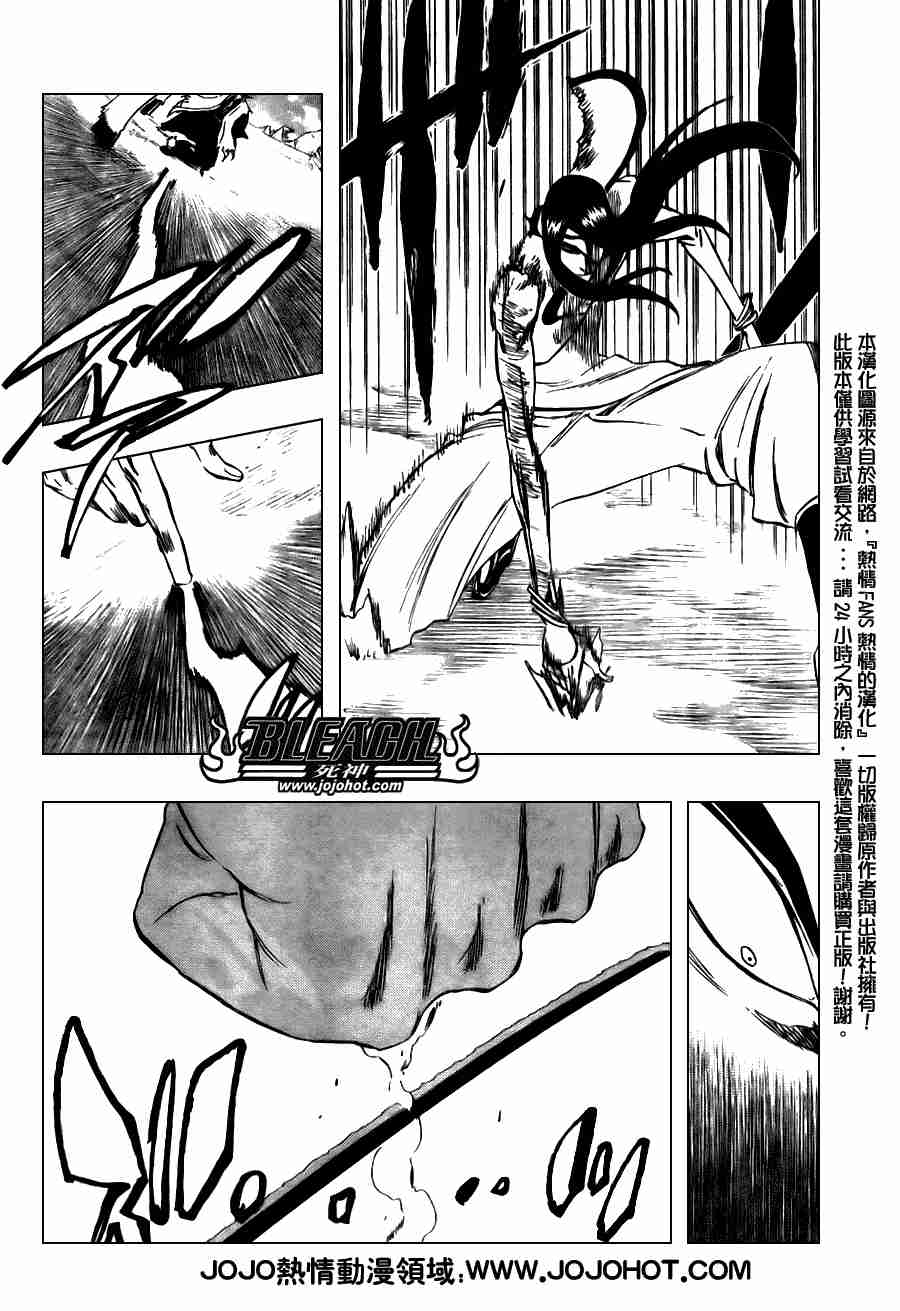 本漢化圖源來自於網路，『熱情FANS熱情的漢化』一切版權歸原作者與出版社擁有！
此版本僅供學習試看交流… 請24小時之內消除，喜歡這套漫畫請購買正版！謝謝。
BLEACH
死神
www.jojohot.com
JOJO熱情動漫領域:WWW.JOJOHOT.COM